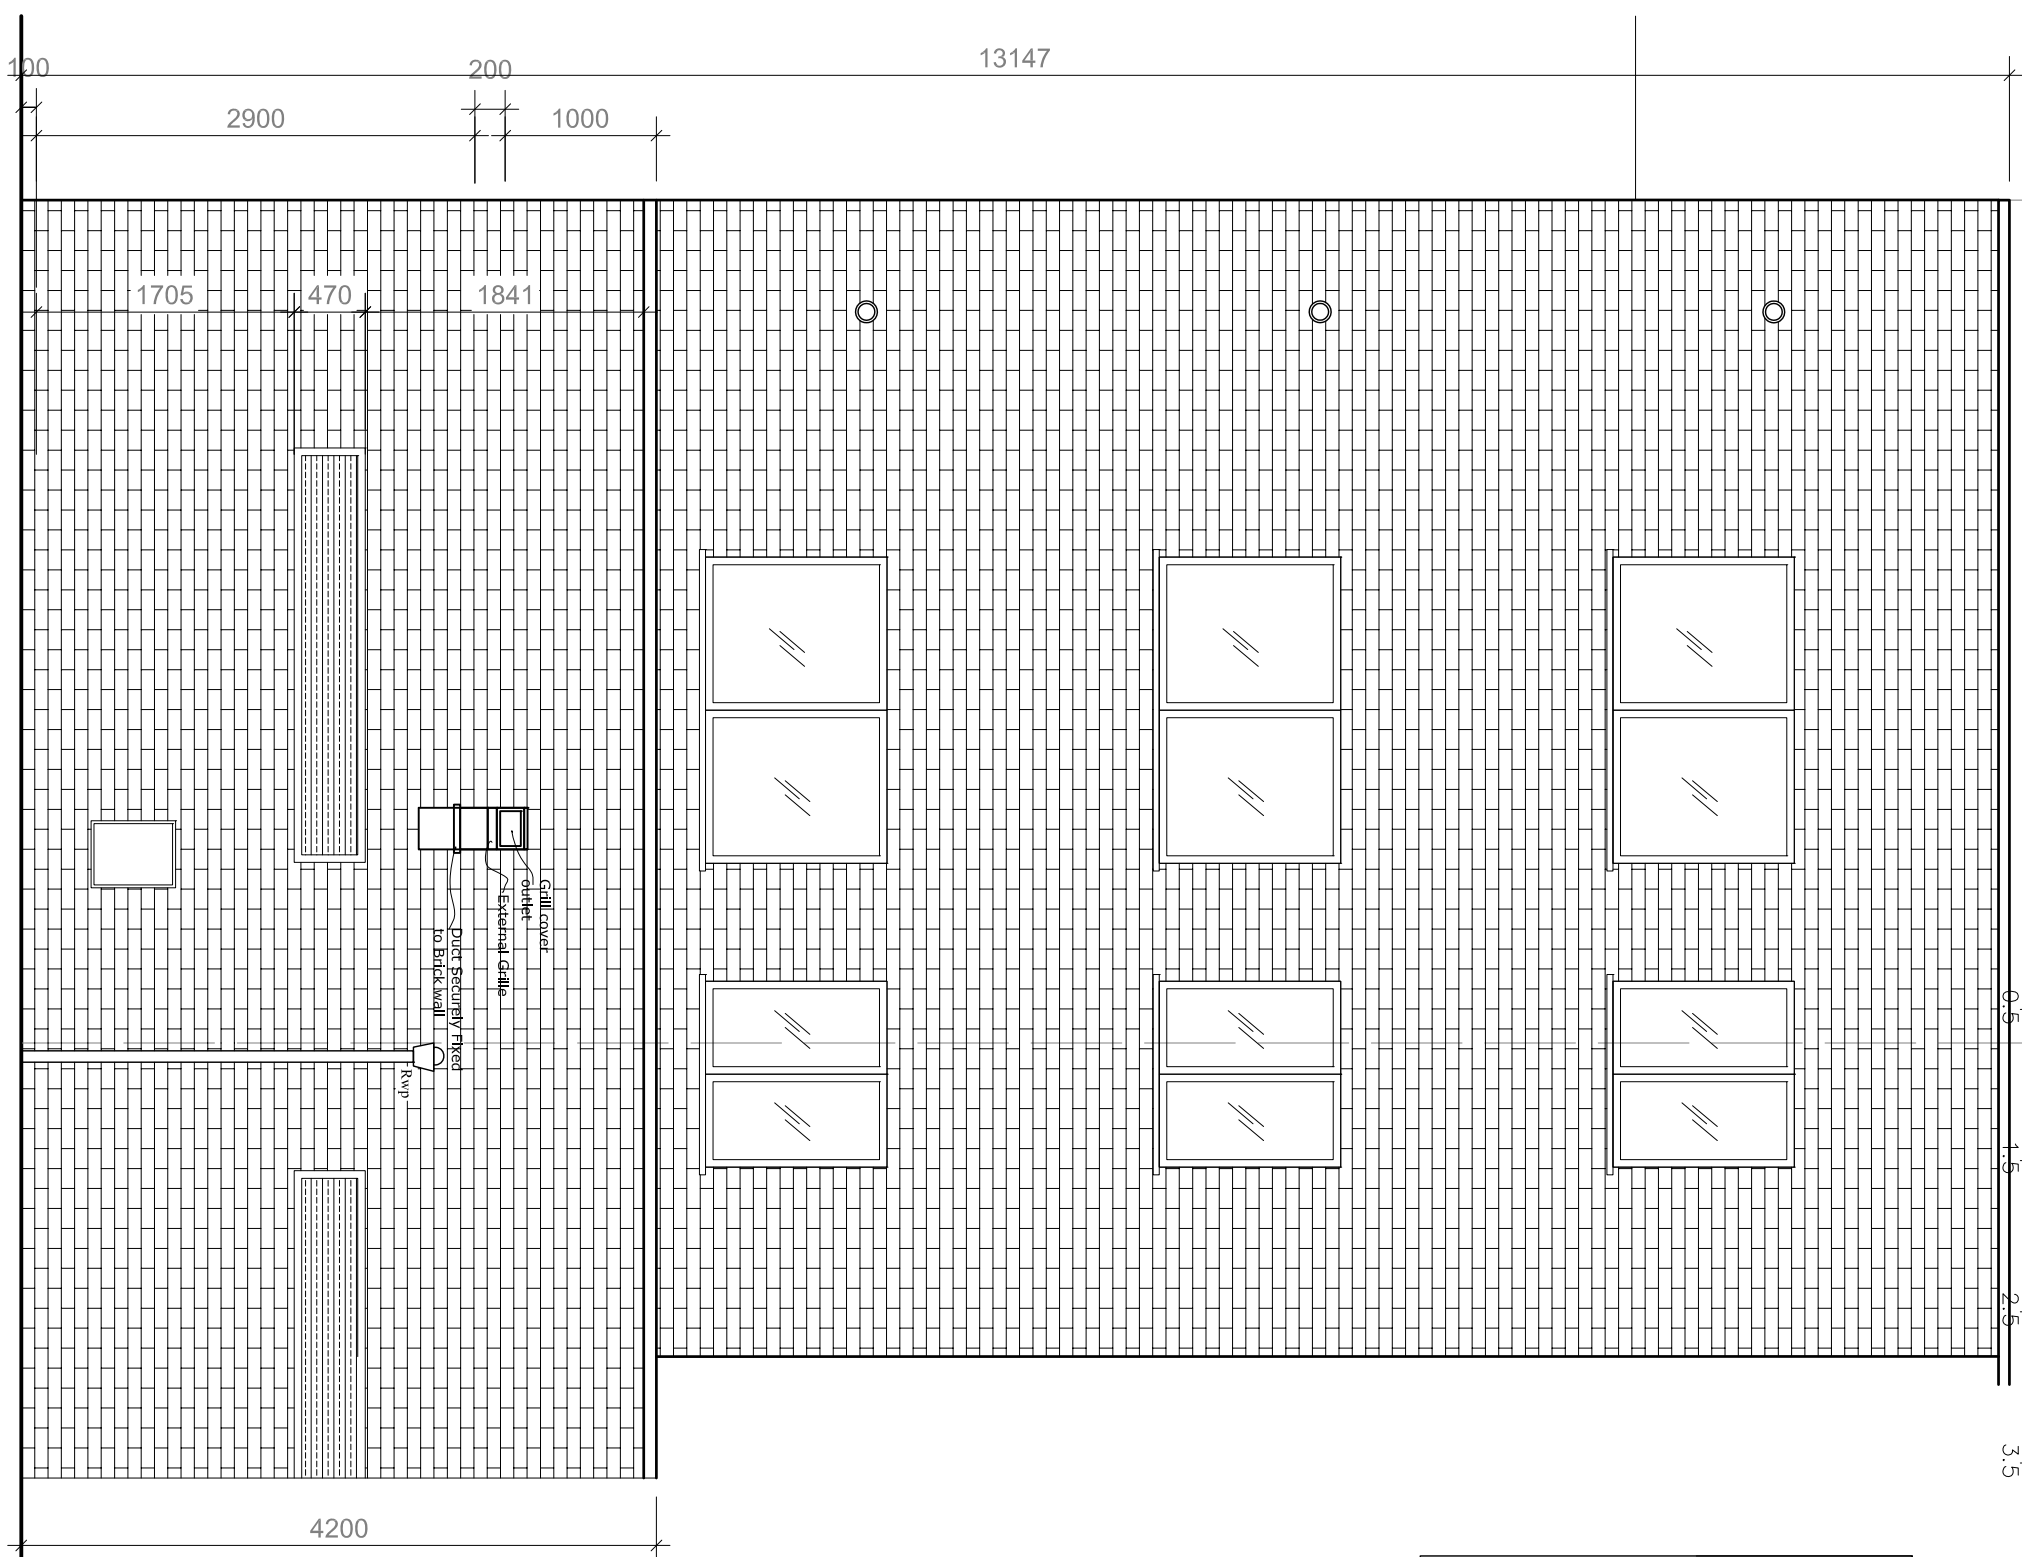 13147
100
200
2900
1000
1705
470
1841
Grill cover
outlet
External Grille
Duct Securely Fixed
to Brick wall
Rwp
0.5
1.5
2.5
3.5
4200